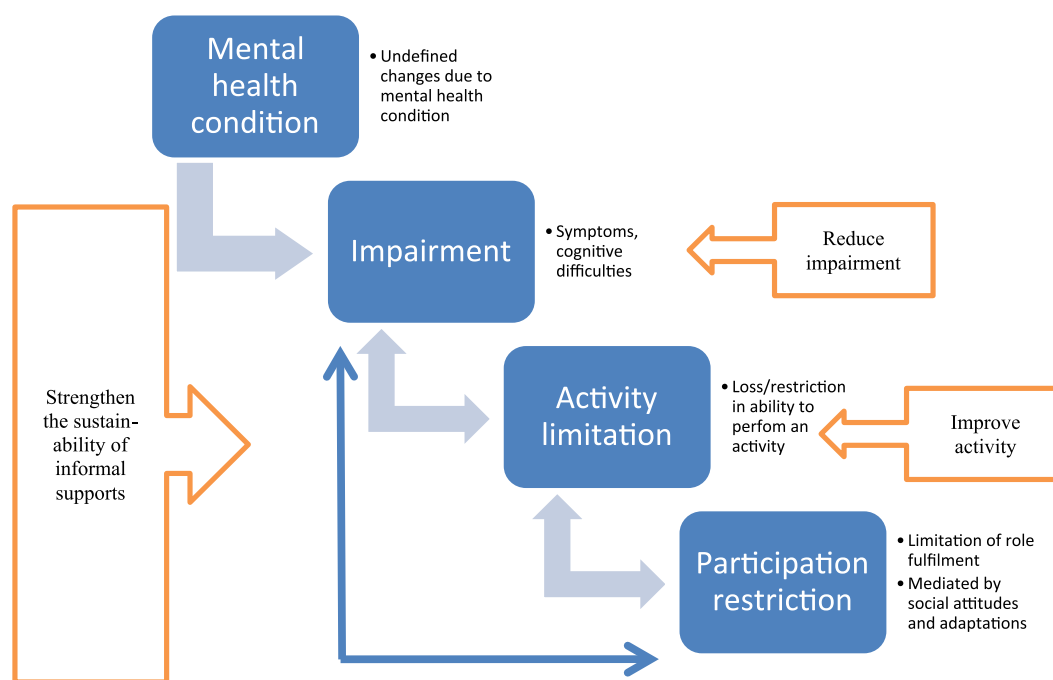 Mental
health
condition
• Undefined
changes due to
mental health
condition
Impairment
• Symptoms,
cognitive
difficulties
Reduce
impairment
Strengthen
the sustain-
ability of
informal
supports
Activity
limitation
• Loss/restriction
in ability to
perfom an
activity
Improve
activity
Participation
restriction
• Limitation of role
fulfilment
• Mediated by
social attitudes
and adaptations